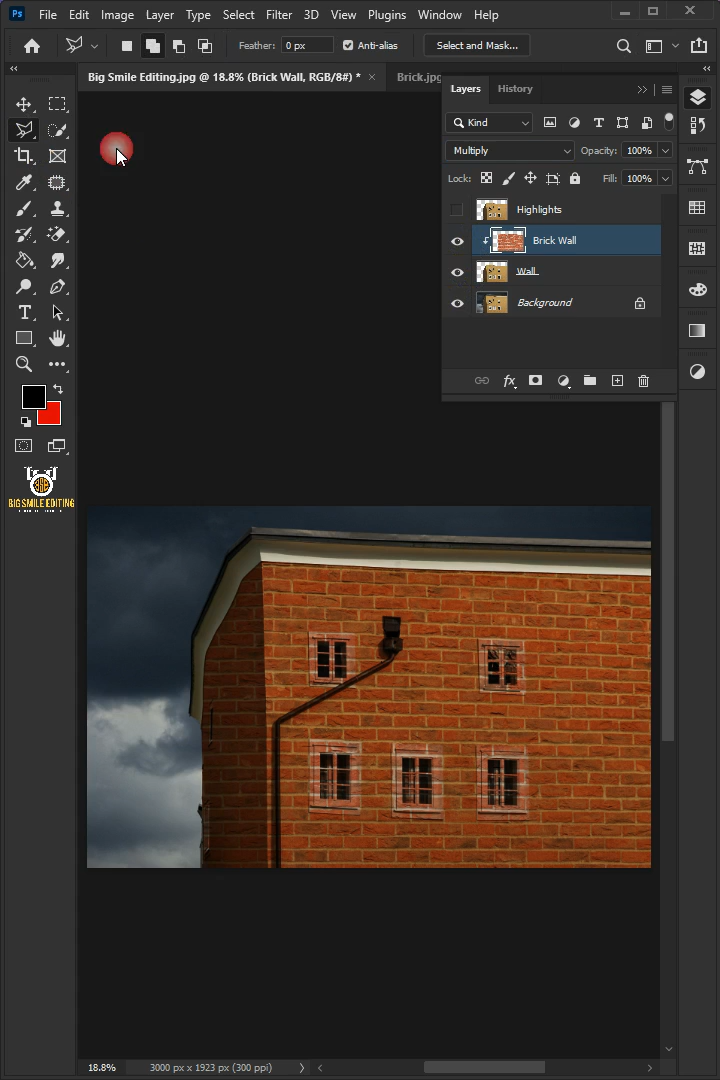 Ps File Edit Image Layer Type Select Filter 3D View Plugins Window Help
Feather: 0 px Anti-alias Select and Mask...
Big Smile Editing.jpg @ 18.8% (Brick Wall, RGB/8#) * × Brick.jpg
Layers History
Kind
Multiply Opacity: 100%
Lock: Fill: 100%
Highlights
Brick Wall
Wall
Background
fx
BIG SMILE EDITING
18.8% 3000 px x 1923 px (300 ppi)